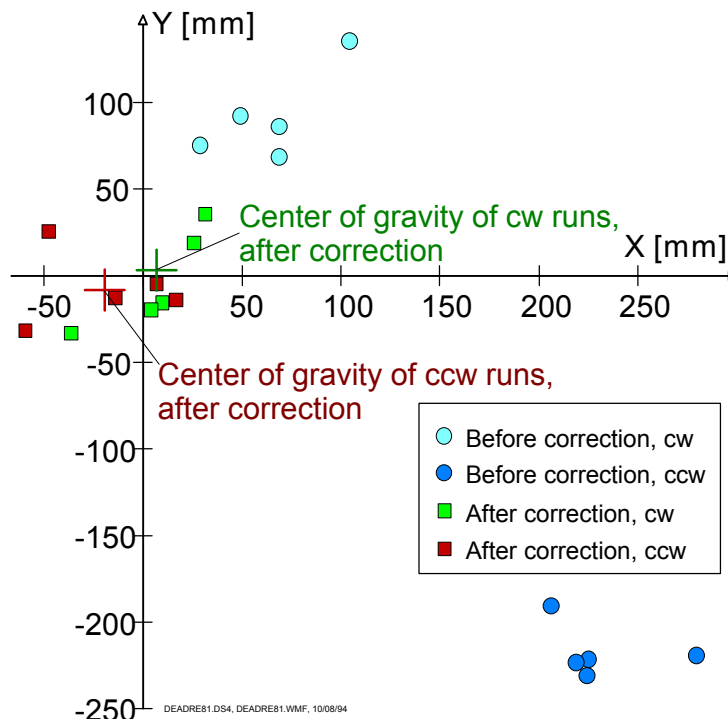 Y [mm]
100
50
Center of gravity of cw runs,
after correction
X [mm]
-50
50
100
150
200
250
-50
Center of gravity of ccw runs,
after correction
-100
Before correction, cw
Before correction, ccw
After correction, cw
After correction, ccw
-150
-200
-250
DEADRE81.DS4, DEADRE81.WMF, 10/08/94